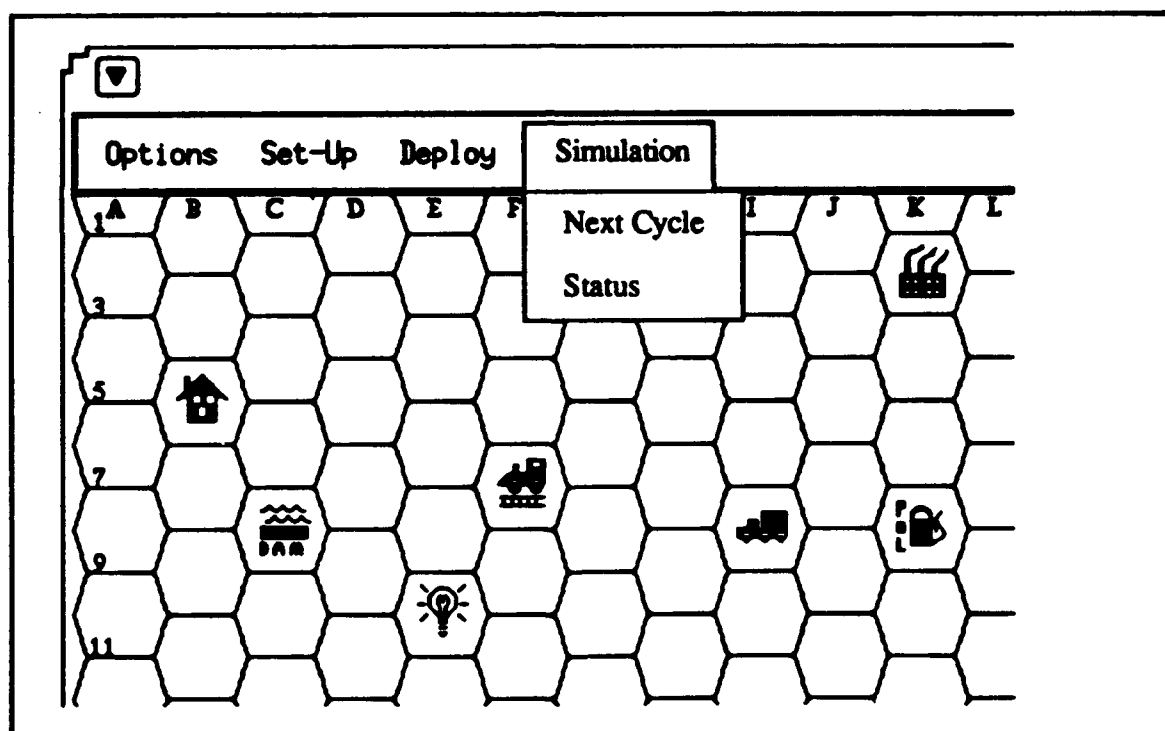 Options Set-Up Deploy Simulation
A B C D E F I J K L
1
Next Cycle
Status
3
5
7
P
O
L
DAM
9
11